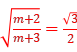 √((m+2)/(m+3)) = √3/2